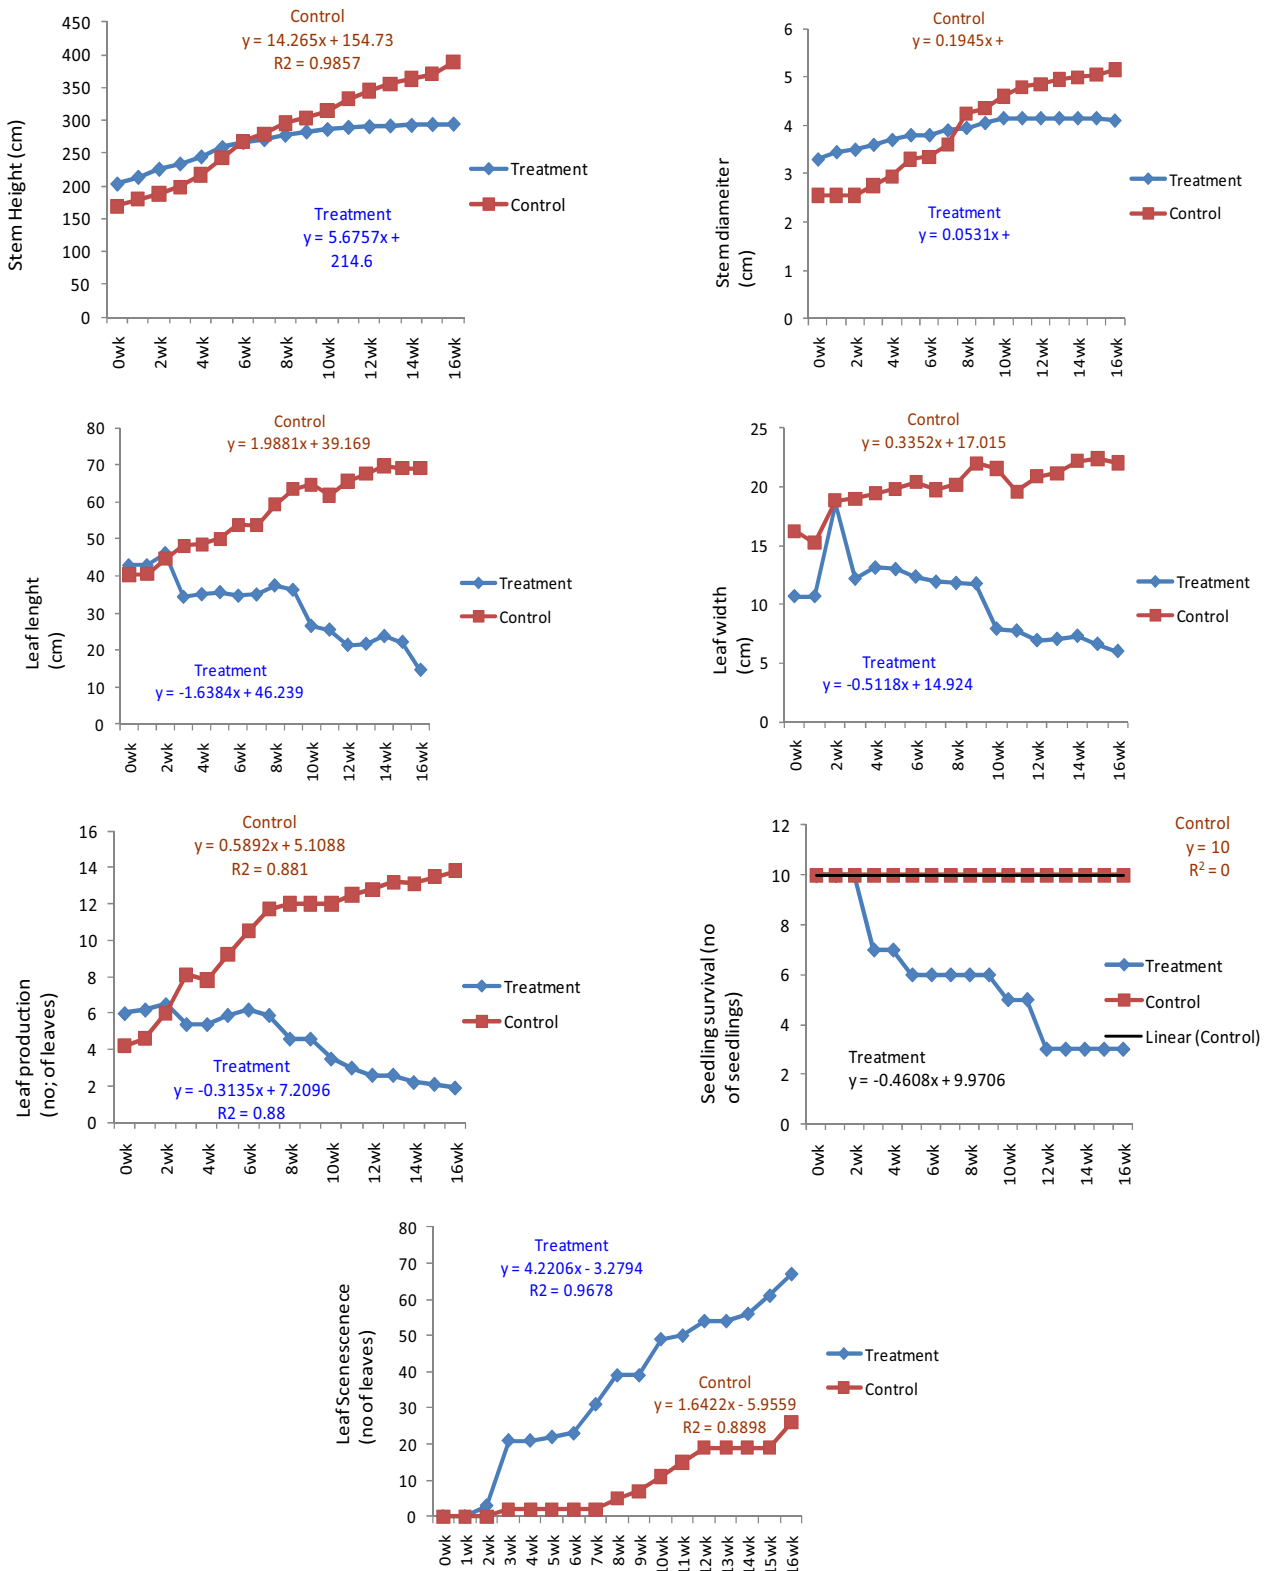 Control
y = 14.265x + 154.73
R2 = 0.9857
450
400
350
300
250
200
150
100
50
0
Stem Height (cm)
Treatment
y = 5.6757x +
214.6
Treatment
Control
0wk
2wk
4wk
6wk
8wk
10wk
12wk
14wk
16wk
Control
y = 0.1945x +
6
5
4
3
2
1
0
Stem diameiter
(cm)
Treatment
y = 0.0531x +
Treatment
Control
0wk
2wk
4wk
6wk
8wk
10wk
12wk
14wk
16wk
Control
y = 1.9881x + 39.169
80
70
60
50
40
30
20
10
0
Leaf lenght
(cm)
Treatment
y = -1.6384x + 46.239
Treatment
Control
0wk
2wk
4wk
6wk
8wk
10wk
12wk
14wk
16wk
Control
y = 0.3352x + 17.015
25
20
15
10
5
0
Leaf width
(cm)
Treatment
y = -0.5118x + 14.924
Treatment
Control
0wk
2wk
4wk
6wk
8wk
10wk
12wk
14wk
16wk
Control
y = 0.5892x + 5.1088
R2 = 0.881
16
14
12
10
8
6
4
2
0
Leaf production
(no; of leaves)
Treatment
y = -0.3135x + 7.2096
R2 = 0.88
Treatment
Control
0wk
2wk
4wk
6wk
8wk
10wk
12wk
14wk
16wk
Control
y = 10
R² = 0
12
10
8
6
4
2
0
Seedling survival (no
of seedlings)
Treatment
y = -0.4608x + 9.9706
Treatment
Control
Linear (Control)
0wk
2wk
4wk
6wk
8wk
10wk
12wk
14wk
16wk
Treatment
y = 4.2206x - 3.2794
R2 = 0.9678
80
70
60
50
40
30
20
10
0
Leaf Scenescenece
(no of leaves)
Control
y = 1.6422x - 5.9559
R2 = 0.8898
Treatment
Control
0wk
1wk
2wk
3wk
4wk
5wk
6wk
7wk
8wk
9wk
10wk
11wk
12wk
13wk
14wk
15wk
16wk